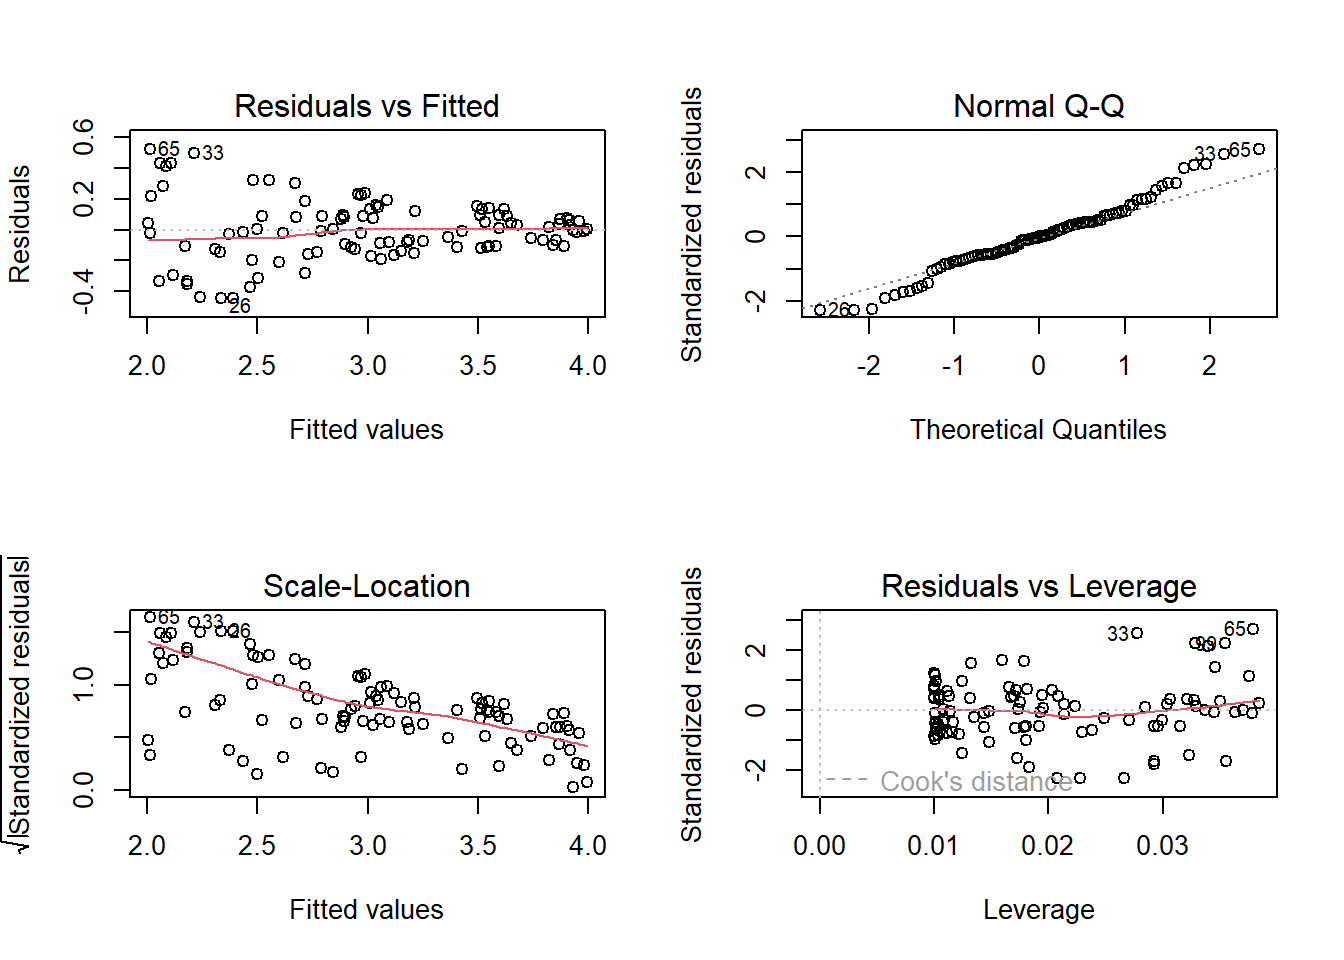 Residuals vs Fitted
Residuals
0.6
0.2
-0.4
65
33
26
2.0 2.5 3.0 3.5 4.0
Fitted values
Normal Q-Q
Standardized residuals
2
0
-2
33 65
26
-2 -1 0 1 2
Theoretical Quantiles
Scale-Location
√|Standardized residuals|
1.0
0.0
65
33
26
2.0 2.5 3.0 3.5 4.0
Fitted values
Residuals vs Leverage
Standardized residuals
2
0
-2
33
65
Cook's distance
0.00 0.01 0.02 0.03
Leverage